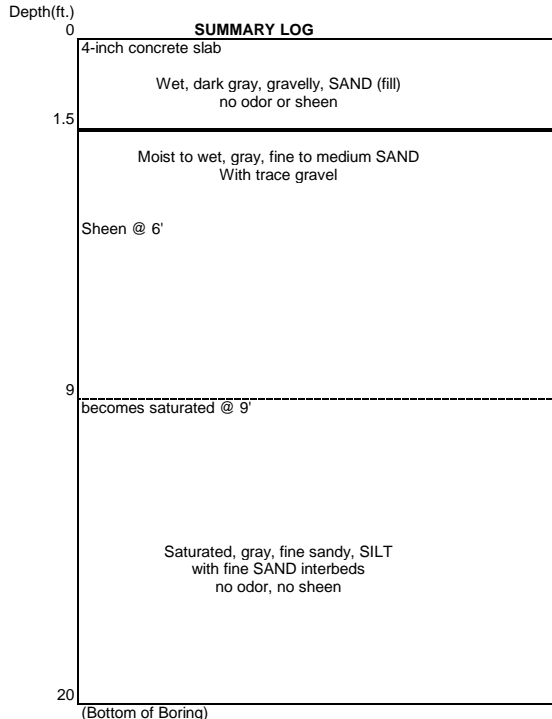 Depth(ft.)
0
SUMMARY LOG
4-inch concrete slab
Wet, dark gray, gravelly, SAND (fill)
no odor or sheen
1.5
Moist to wet, gray, fine to medium SAND
With trace gravel
Sheen @ 6'
9
becomes saturated @ 9'
Saturated, gray, fine sandy, SILT
with fine SAND interbeds
no odor, no sheen
20
(Bottom of Boring)